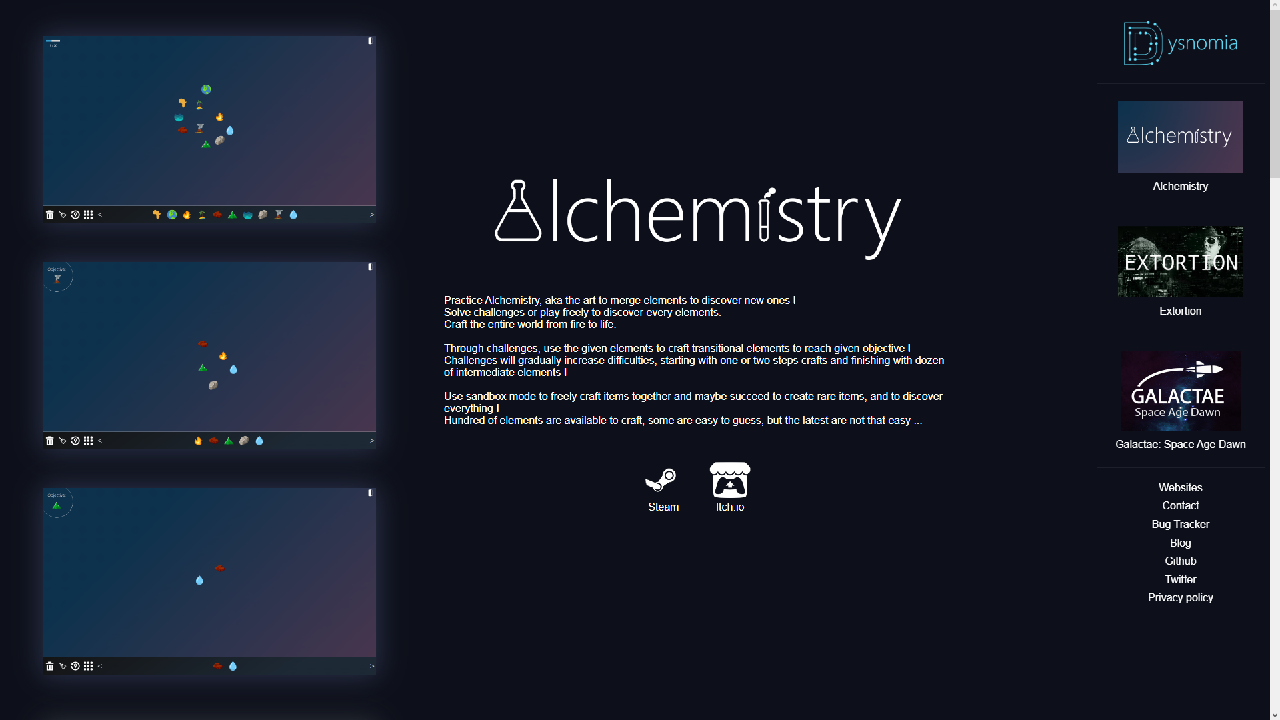 Objective
Objective
Alchemistry
Practice Alchemistry, aka the art to merge elements to discover new ones !
Solve challenges or play freely to discover every elements.
Craft the entire world from fire to life.
Through challenges, use the given elements to craft transitional elements to reach given objective !
Challenges will gradually increase difficulties, starting with one or two steps crafts and finishing with dozen
of intermediate elements !
Use sandbox mode to freely craft items together and maybe succeed to create rare items, and to discover
everything !
Hundred of elements are available to craft, some are easy to guess, but the latest are not that easy ...
Steam
Itch.io
Dysnomia
Alchemistry
Alchemistry
EXTORTION
Extortion
GALACTAE
Space Age Dawn
Galactae: Space Age Dawn
Websites
Contact
Bug Tracker
Blog
Github
Twitter
Privacy policy